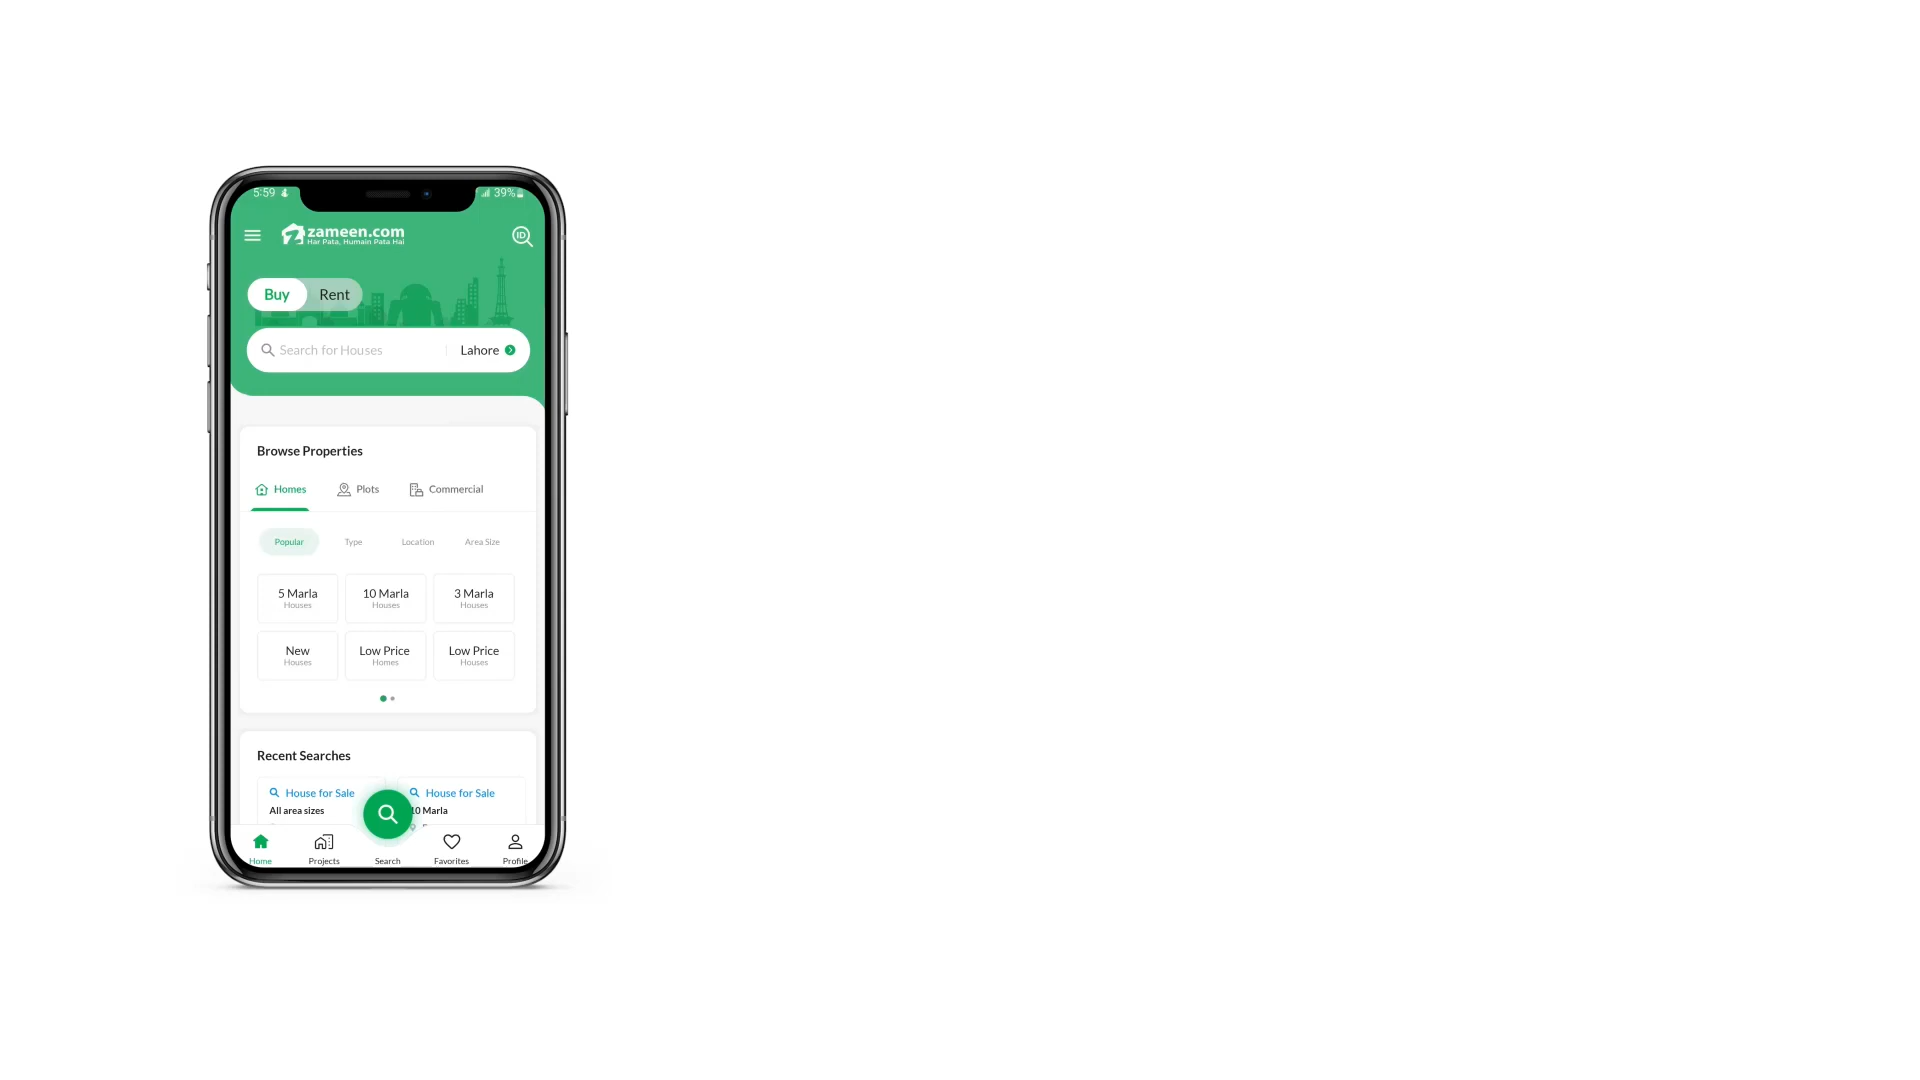 5:59
39%
zameen.com
Har Pata, Humain Pata Hai
ID
Buy Rent
Search for Houses Lahore
Browse Properties
Homes Plots Commercial
Popular Type Location Area Size
5 Marla 10 Marla 3 Marla
Houses Houses Houses
New Low Price Low Price
Houses Homes Houses
Recent Searches
House for Sale House for Sale
All area sizes 10 Marla
Home Projects Search Favorites Profile